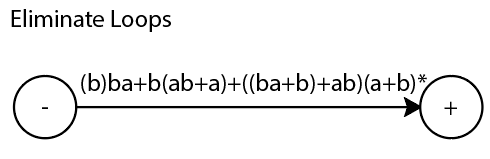 Eliminate Loops
(b)ba+b(ab+a)+((ba+b)+ab)(a+b)*
- +